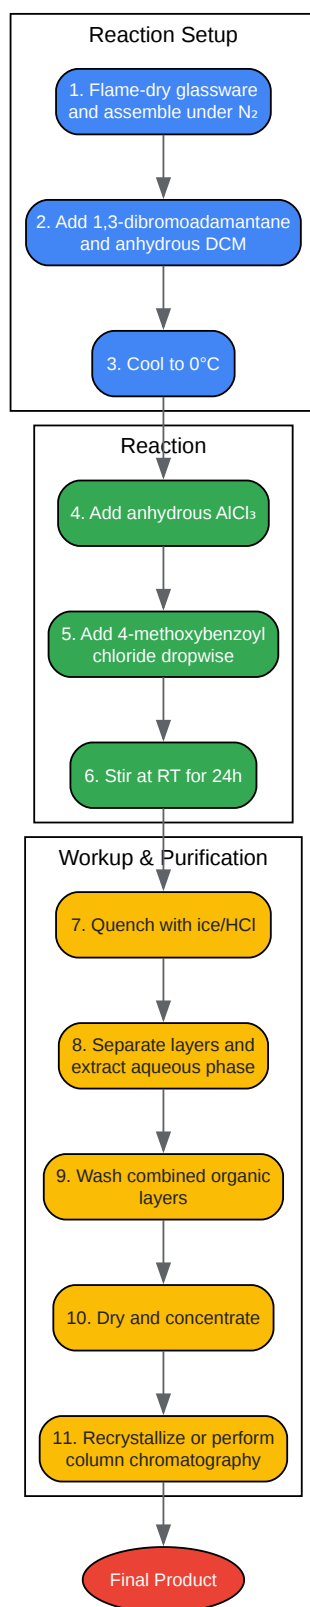 Reaction Setup
1. Flame-dry glassware
and assemble under N₂
2. Add 1,3-dibromoadamantane
and anhydrous DCM
3. Cool to 0°C
Reaction
4. Add anhydrous AlCl₃
5. Add 4-methoxybenzoyl
chloride dropwise
6. Stir at RT for 24h
Workup & Purification
7. Quench with ice/HCl
8. Separate layers and
extract aqueous phase
9. Wash combined organic
layers
10. Dry and concentrate
11. Recrystallize or perform
column chromatography
Final Product